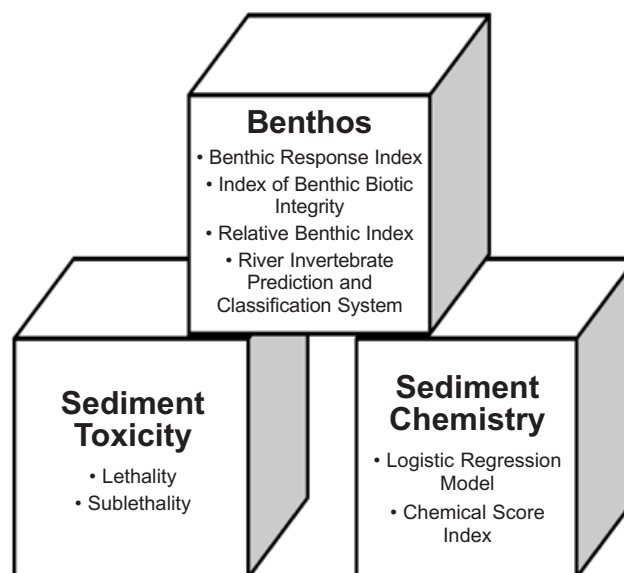 Benthos
• Benthic Response Index
• Index of Benthic Biotic
Integrity
• Relative Benthic Index
• River Invertebrate
Prediction and
Classification System
Sediment
Toxicity
• Lethality
• Sublethality
Sediment
Chemistry
• Logistic Regression
Model
• Chemical Score
Index